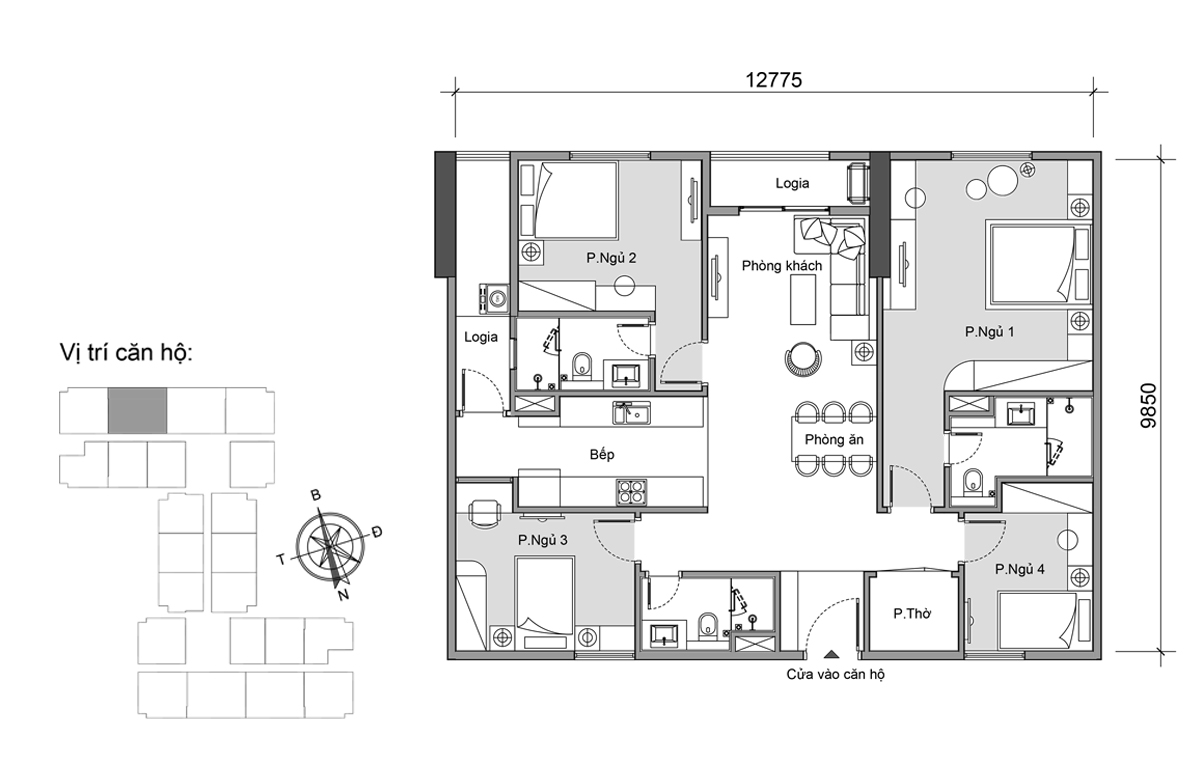 12775
Logia
P.Ngủ 2
Phòng khách
P.Ngủ 1
Logia
Vị trí căn hộ:
9850
Phòng ăn
Bếp
B
Đ
T
N
P.Ngủ 3
P.Ngủ 4
P.Thờ
Cửa vào căn hộ